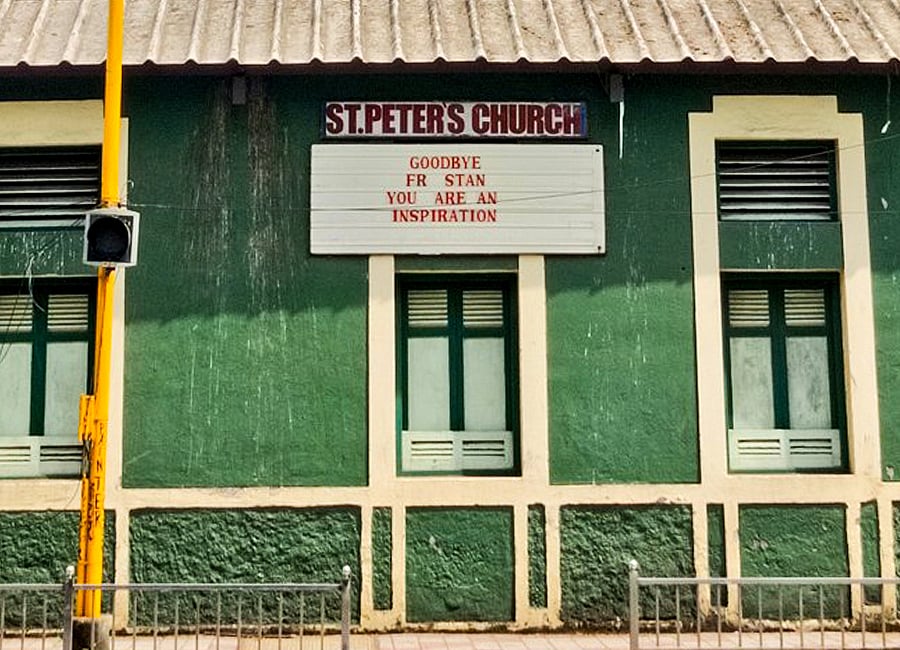 ST.PETER'S CHURCH
GOODBYE
FR STAN
YOU ARE AN
INSPIRATION